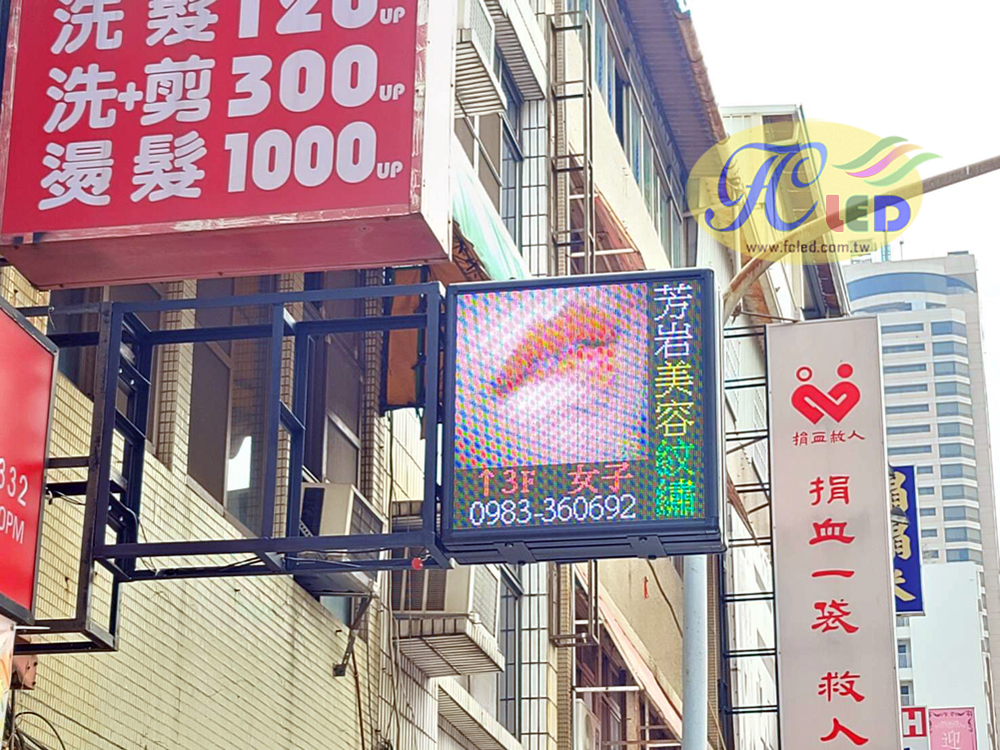 洗髮120UP
洗+剪300UP
燙髮1000UP
FC LED
www.fcled.com.tw
332
0PM
芳岩美容紋繡
↑3F 女子
0983-360692
捐血救人
捐血一袋救人
H
迎